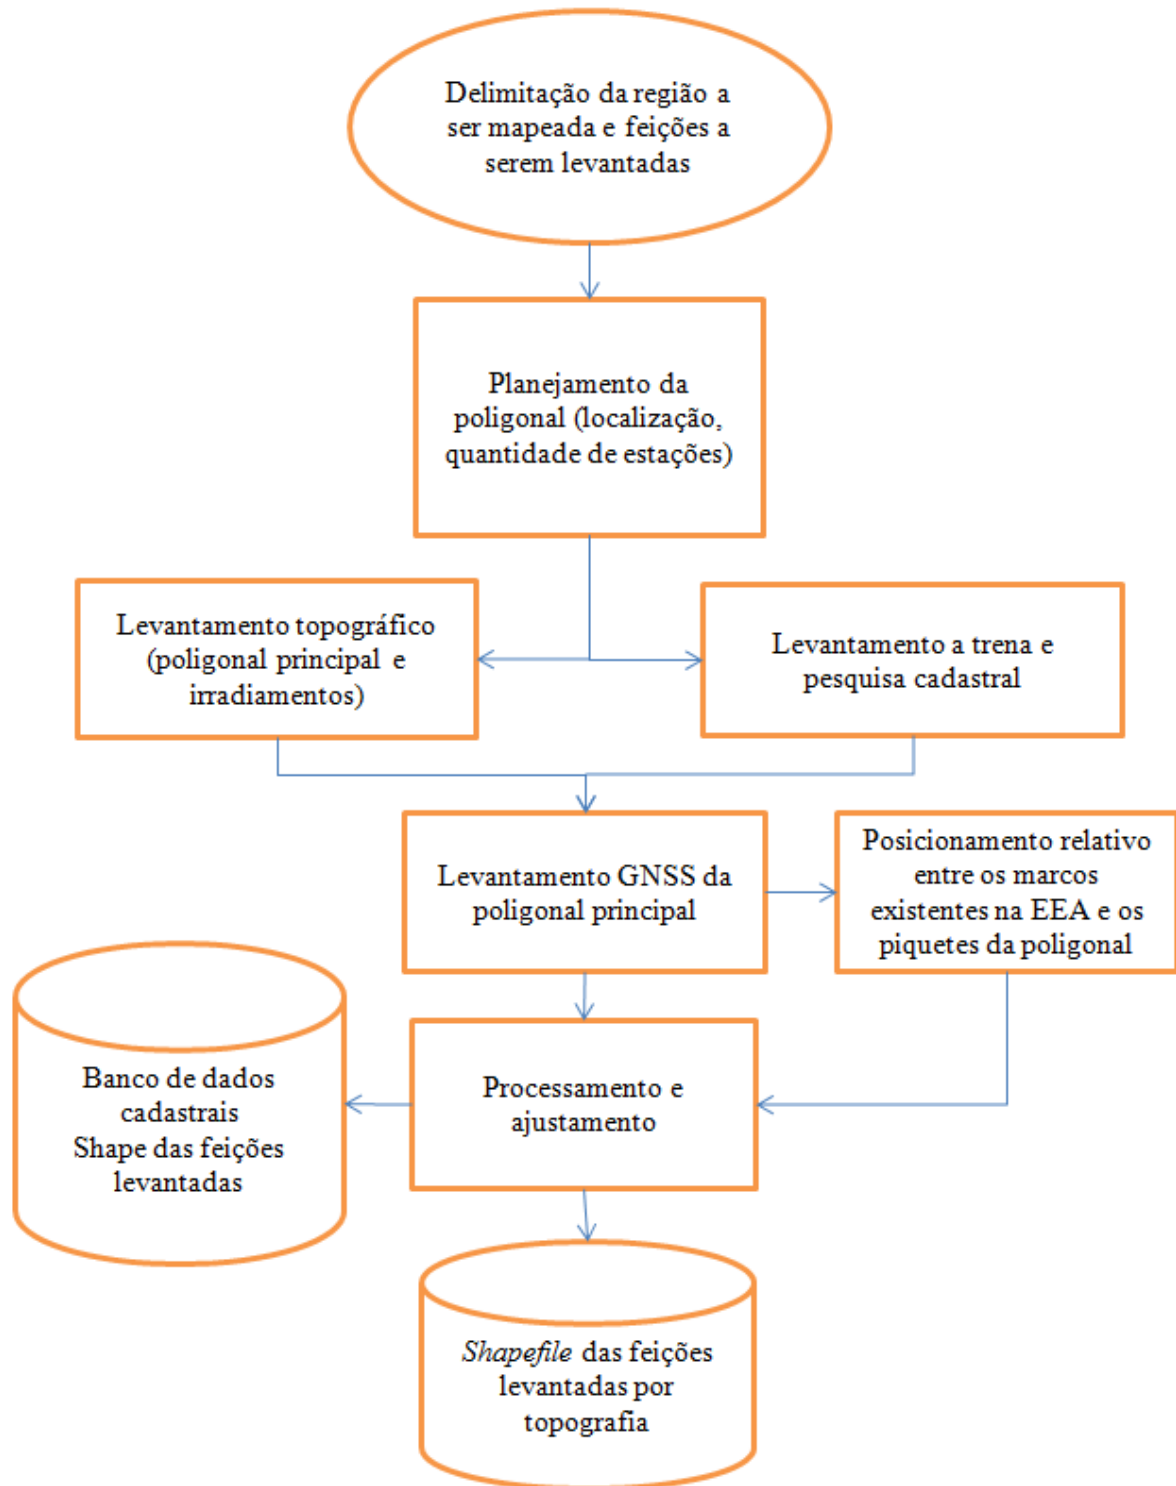 Delimitação da região a
ser mapeada e feições a
serem levantadas
Planejamento da
poligonal (localização,
quantidade de estações)
Levantamento topográfico
(poligonal principal e
irradiamentos)
Levantamento a trena e
pesquisa cadastral
Levantamento GNSS da
poligonal principal
Posicionamento relativo
entre os marcos
existentes na EEA e os
piquetes da poligonal
Banco de dados
cadastrais
Shape das feições
levantadas
Processamento e
ajustamento
Shapefile das feições
levantadas por
topografia